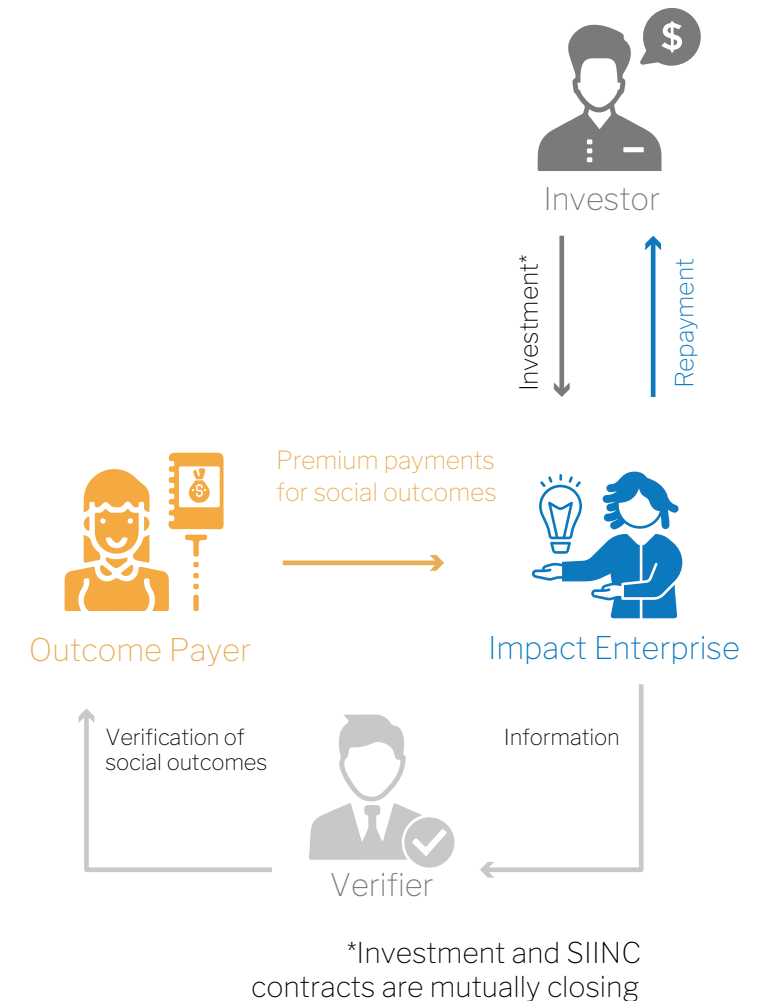 $
Investor
Investment*
Repayment
Premium payments
for social outcomes
$
Outcome Payer
Impact Enterprise
Verification of
social outcomes
Information
Verifier
*Investment and SIINC
contracts are mutually closing